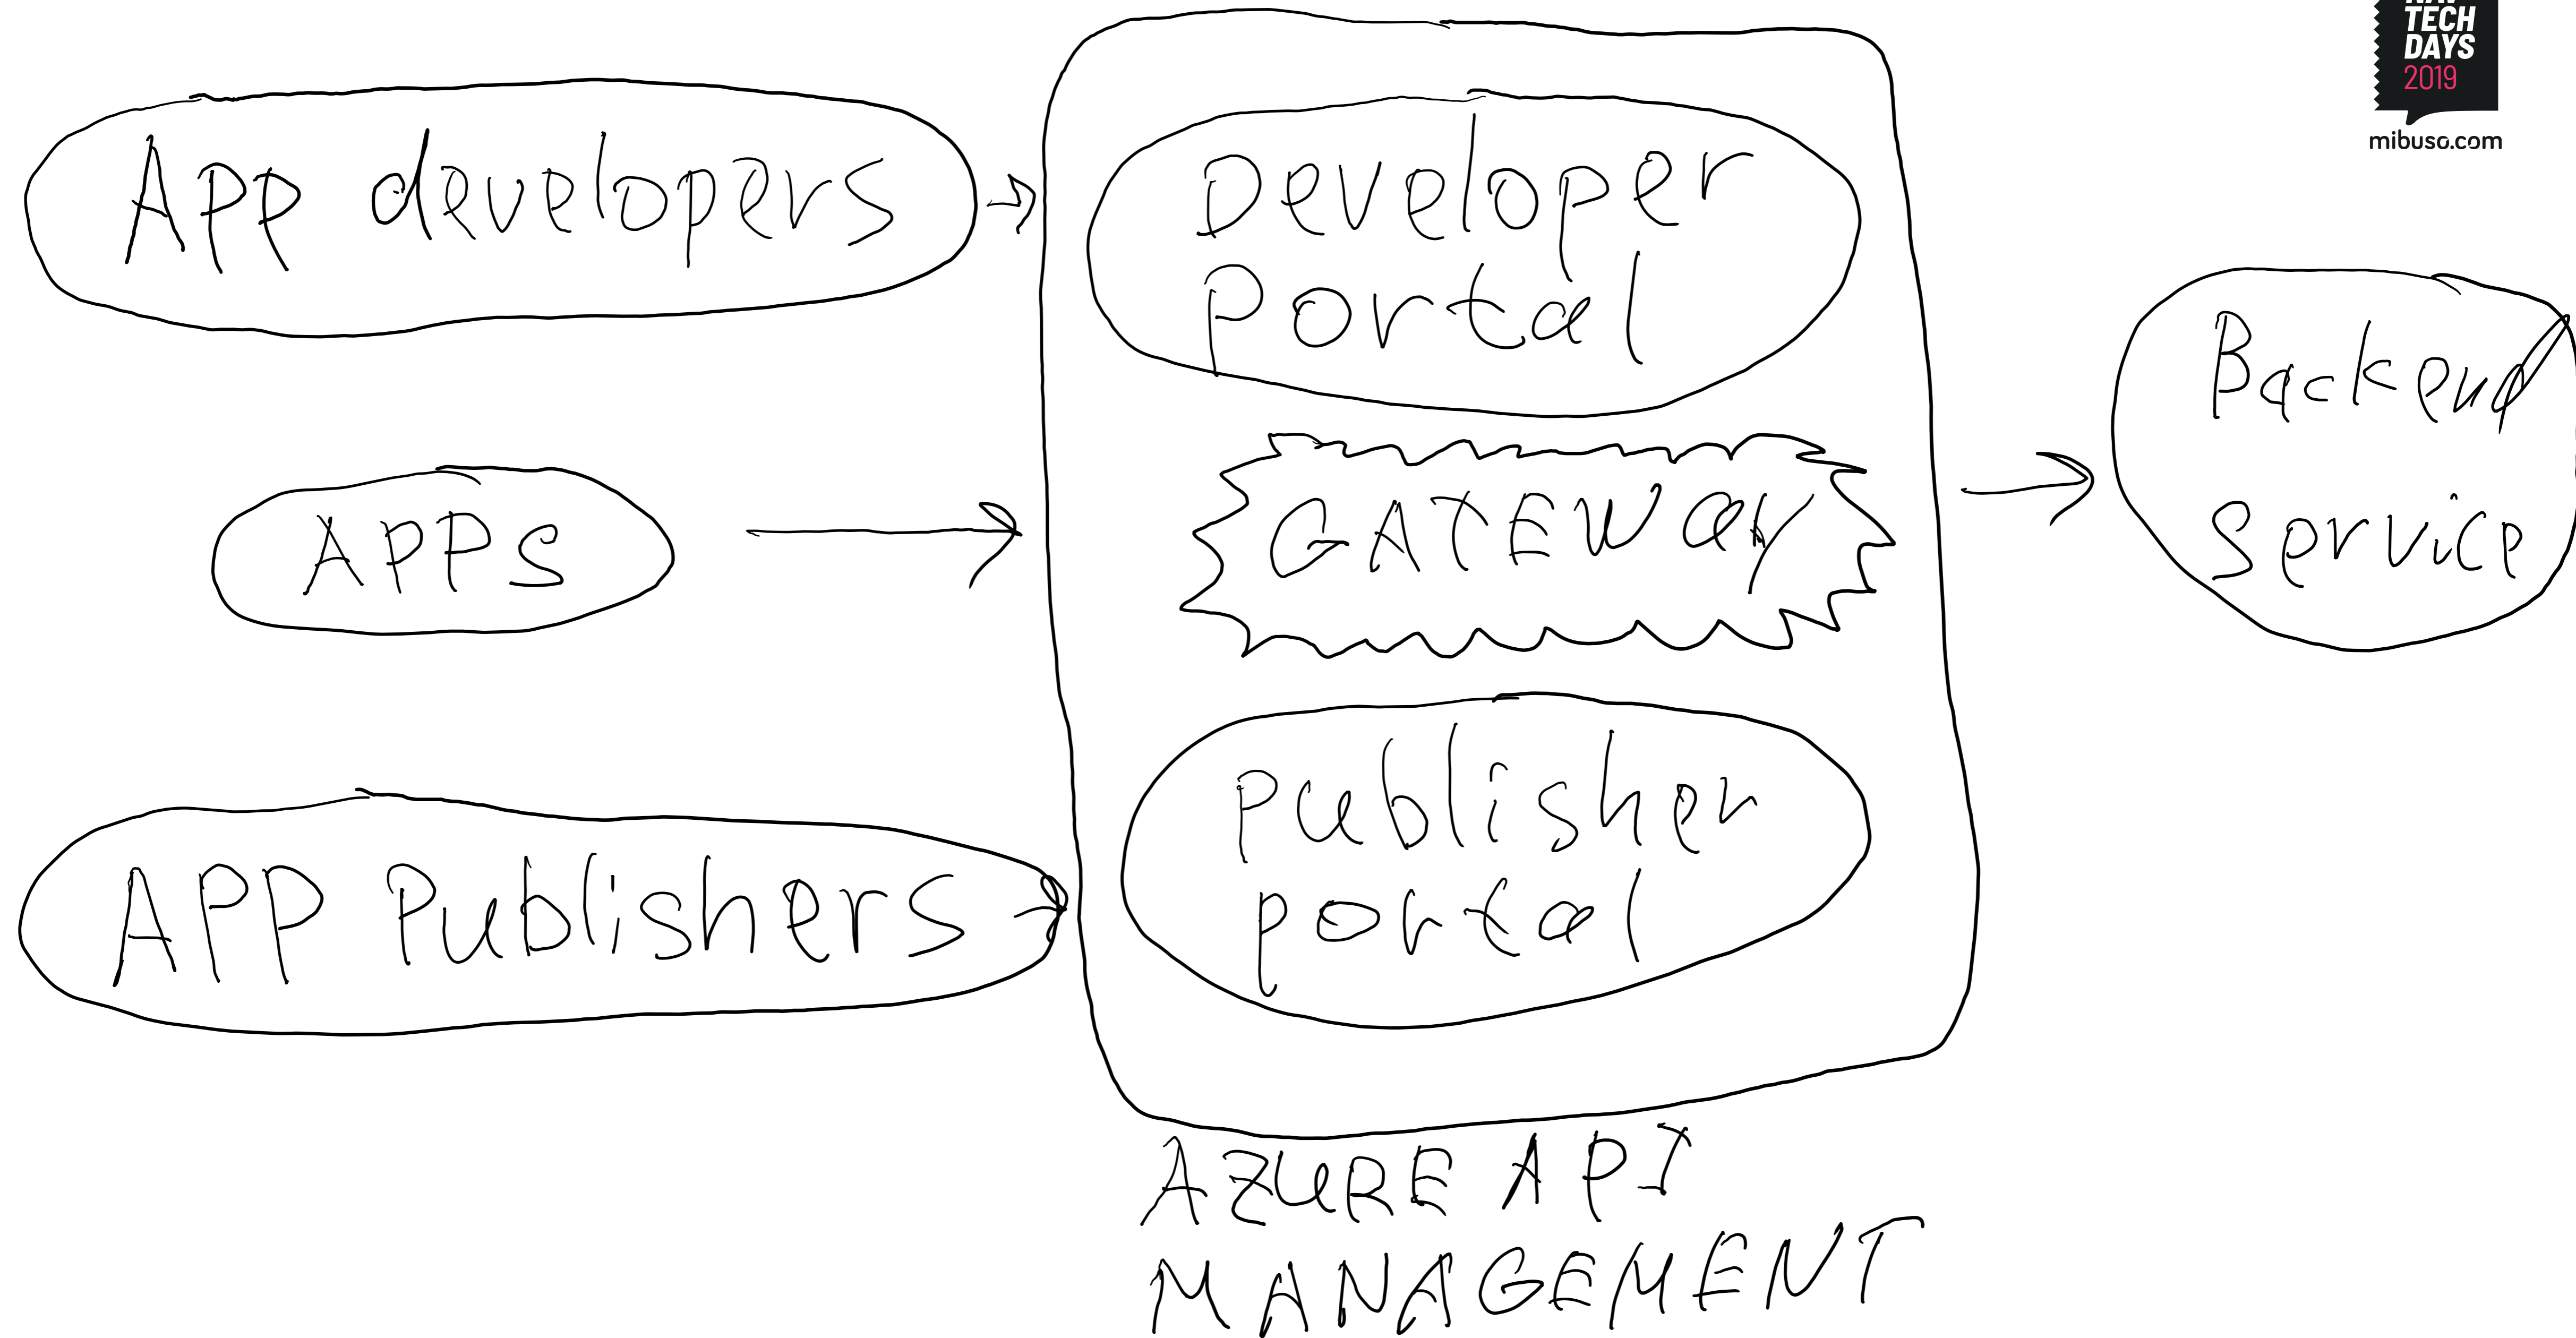 TECH
DAYS
2019
mibuso.com
App developers
Developer
Portal
Backend
Service
APPS
GATEWAY
Publisher
portal
APP Publishers
AZURE API
MANAGEMENT